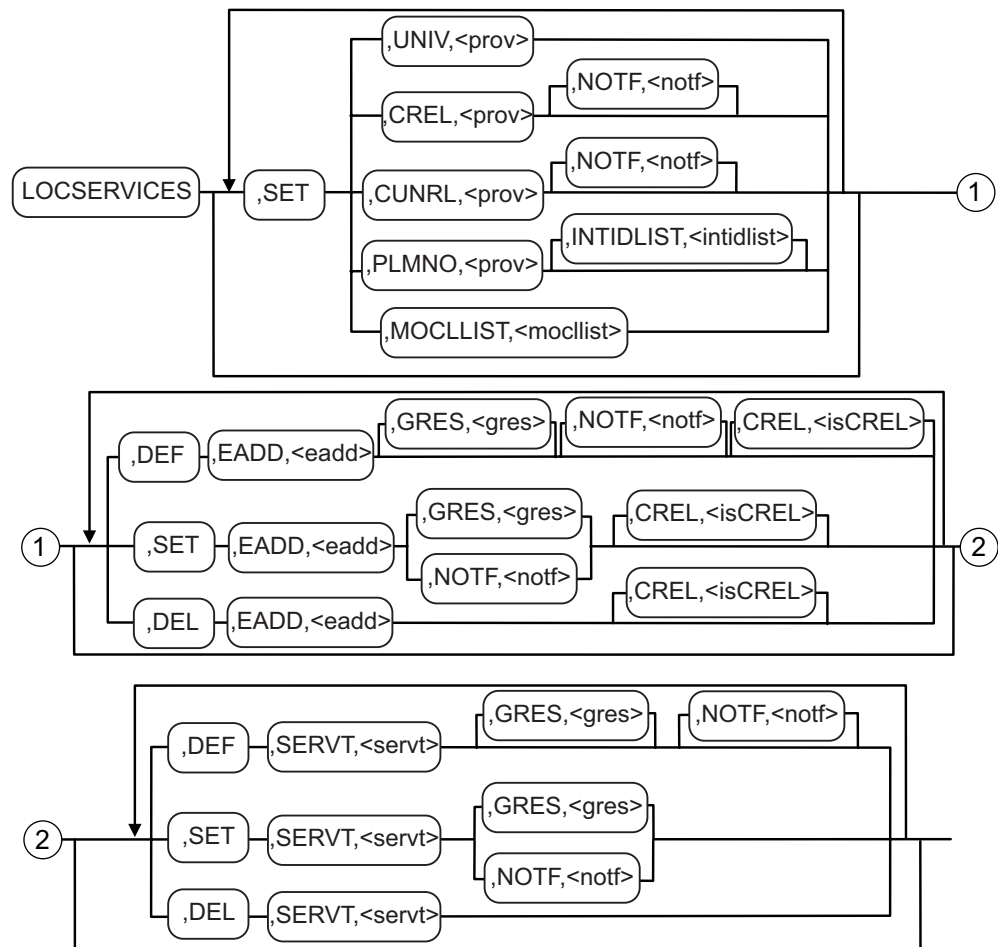 ,UNIV,<prov>
,CREL,<prov>
,NOTF,<notf>
LOCSERVICES
,SET
,CUNRL,<prov>
,NOTF,<notf>
1
,PLMNO,<prov>
,INTIDLIST,<intidlist>
,MOCLLIST,<mocllist>
,DEF
,EADD,<eadd>
,GRES,<gres>
,NOTF,<notf>
,CREL,<isCREL>
1
,SET
,EADD,<eadd>
,GRES,<gres>
,NOTF,<notf>
,CREL,<isCREL>
2
,DEL
,EADD,<eadd>
,CREL,<isCREL>
,DEF
,SERVT,<servt>
,GRES,<gres>
,NOTF,<notf>
2
,SET
,SERVT,<servt>
,GRES,<gres>
,NOTF,<notf>
,DEL
,SERVT,<servt>